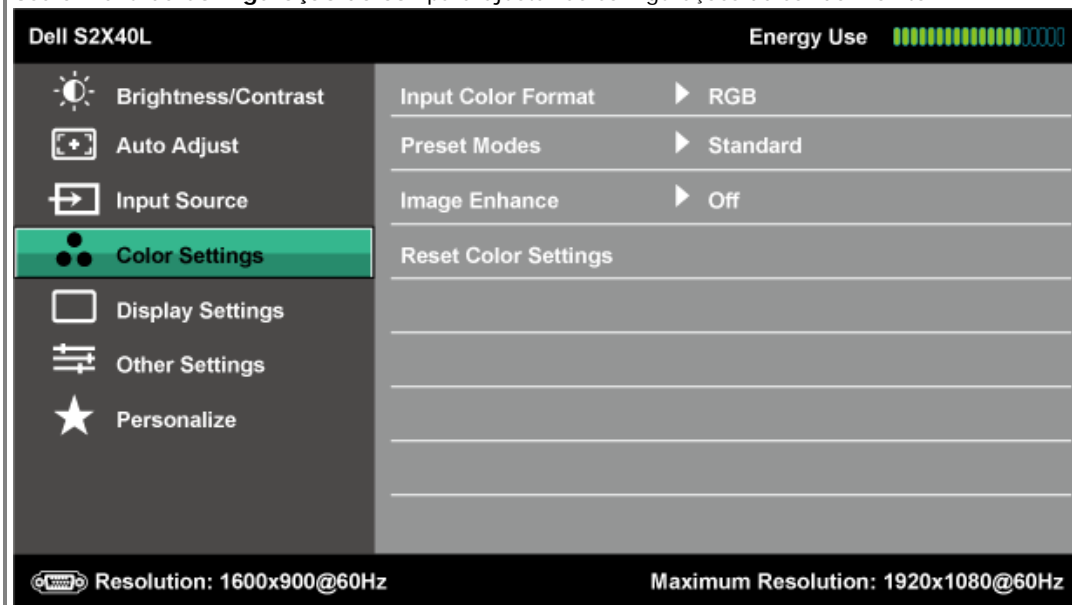 Dell S2X40L Energy Use
Brightness/Contrast
Auto Adjust
Input Source
Color Settings
Display Settings
Other Settings
Personalize
Input Color Format RGB
Preset Modes Standard
Image Enhance Off
Reset Color Settings
Resolution: 1600x900@60Hz Maximum Resolution: 1920x1080@60Hz